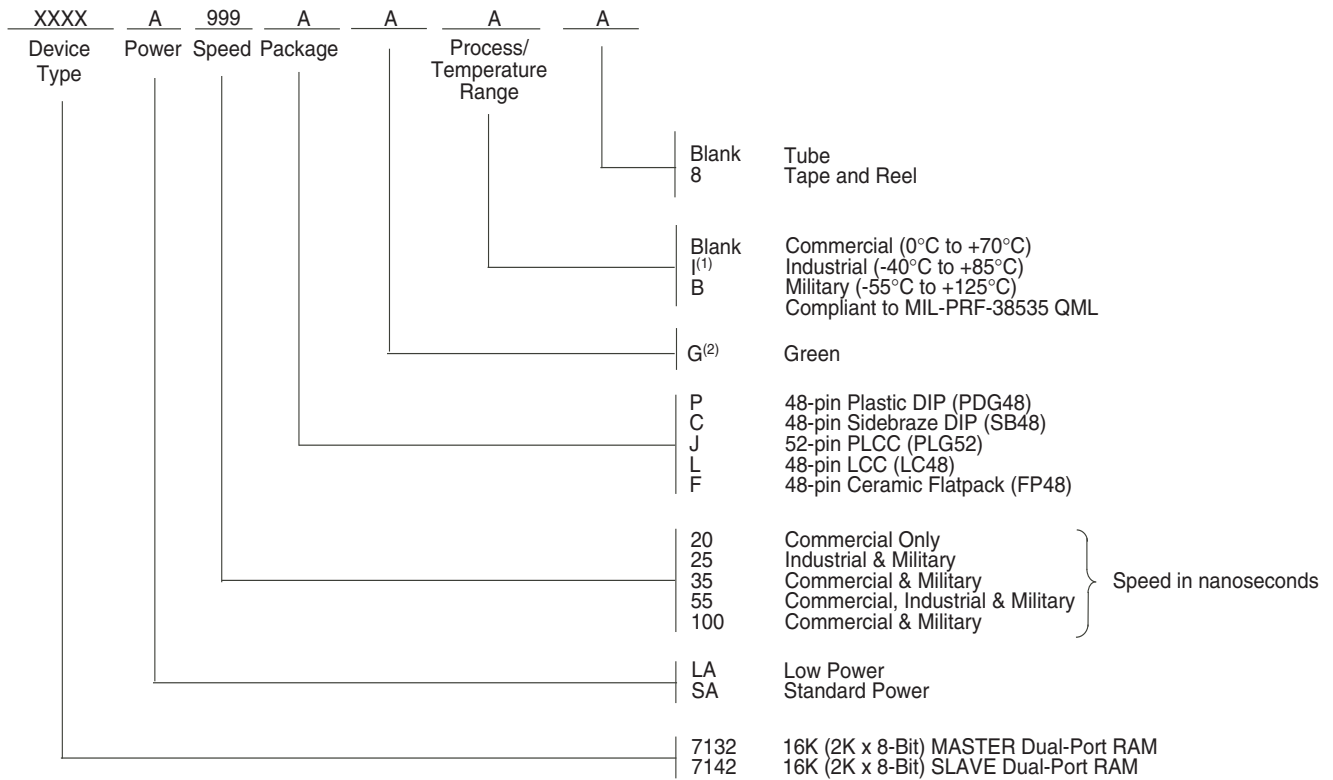 XXXX A 999 A A A A
Device Type Power Speed Package Process/ Temperature Range
Blank Tube
8 Tape and Reel
Blank Commercial (0°C to +70°C)
I(1) Industrial (-40°C to +85°C)
B Military (-55°C to +125°C)
Compliant to MIL-PRF-38535 QML
G(2) Green
P 48-pin Plastic DIP (PDG48)
C 48-pin Sidebraze DIP (SB48)
J 52-pin PLCC (PLG52)
L 48-pin LCC (LC48)
F 48-pin Ceramic Flatpack (FP48)
20 Commercial Only
25 Industrial & Military
35 Commercial & Military
55 Commercial, Industrial & Military
100 Commercial & Military
Speed in nanoseconds
LA Low Power
SA Standard Power
7132 16K (2K x 8-Bit) MASTER Dual-Port RAM
7142 16K (2K x 8-Bit) SLAVE Dual-Port RAM